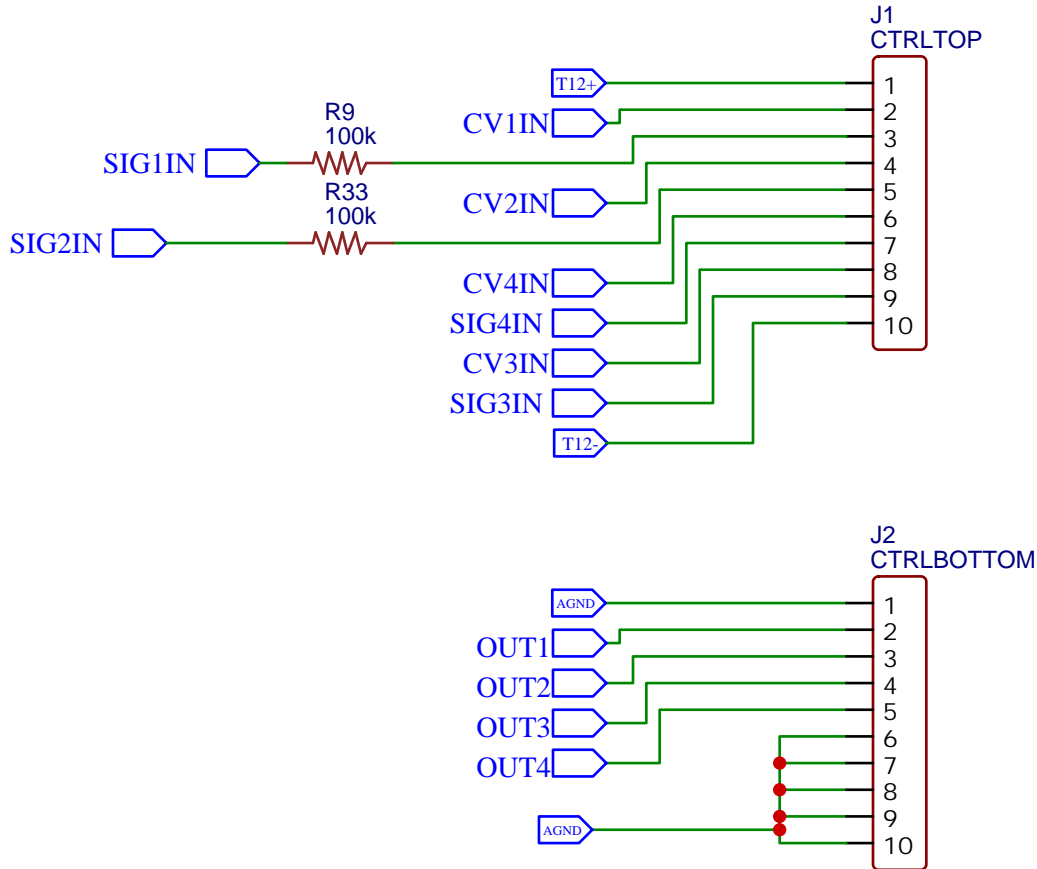 J1
CTRLTOP
T12+
1
CV1IN
2
R9
100k
3
SIG1IN
4
R33
100k
CV2IN
5
6
SIG2IN
7
CV4IN
8
9
SIG4IN
10
CV3IN
SIG3IN
T12-
J2
CTRLBOTTOM
AGND
1
OUT1
2
3
OUT2
4
OUT3
5
OUT4
6
7
8
9
AGND
10